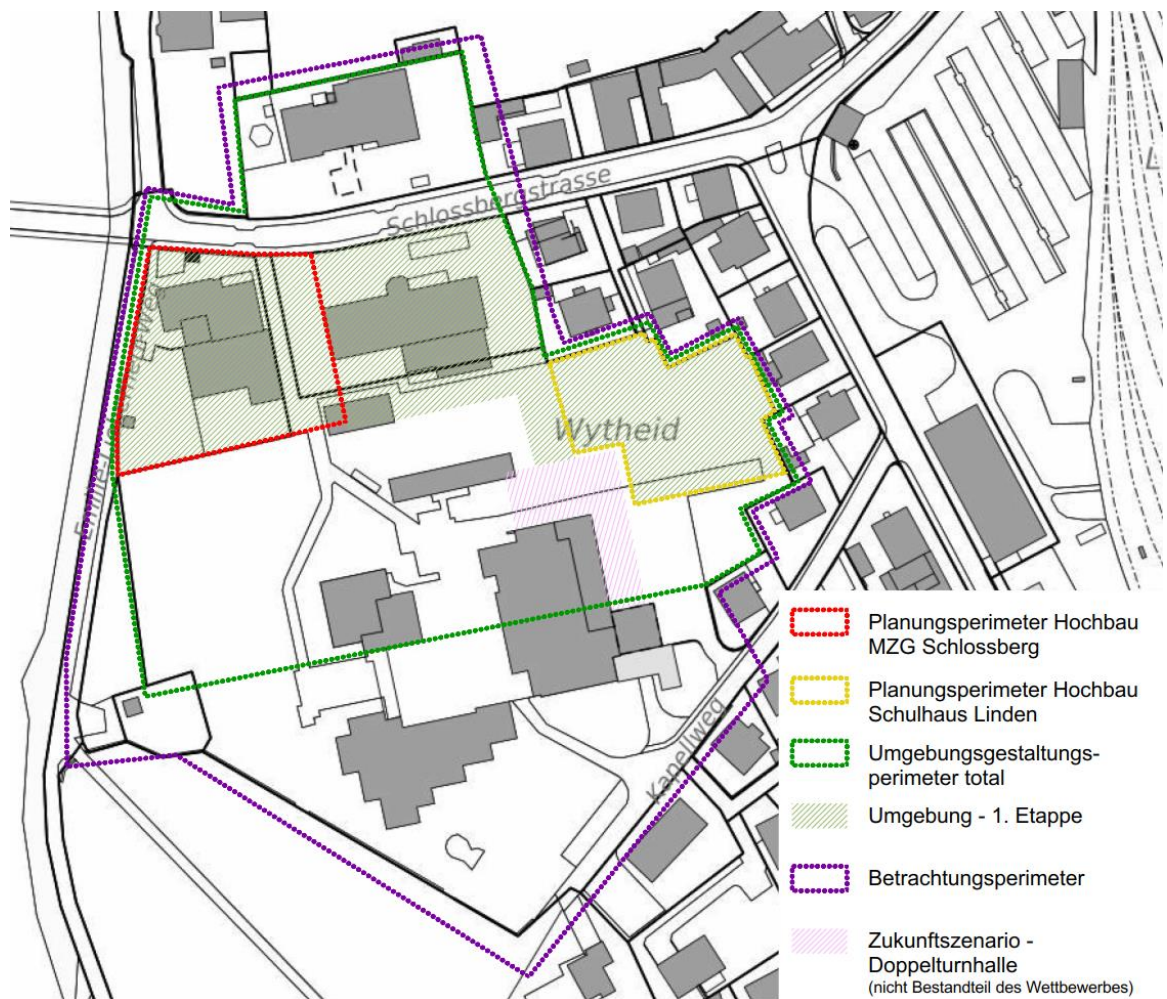 Schlossbergstrasse
Wytheid
Kapellweg
Planungsperimeter Hochbau
MZG Schlossberg
Planungsperimeter Hochbau
Schulhaus Linden
Umgebungsgestaltungs-
perimeter total
Umgebung - 1. Etappe
Betrachtungsperimeter
Zukunftszenario -
Doppelturnhalle
(nicht Bestandteil des Wettbewerbes)